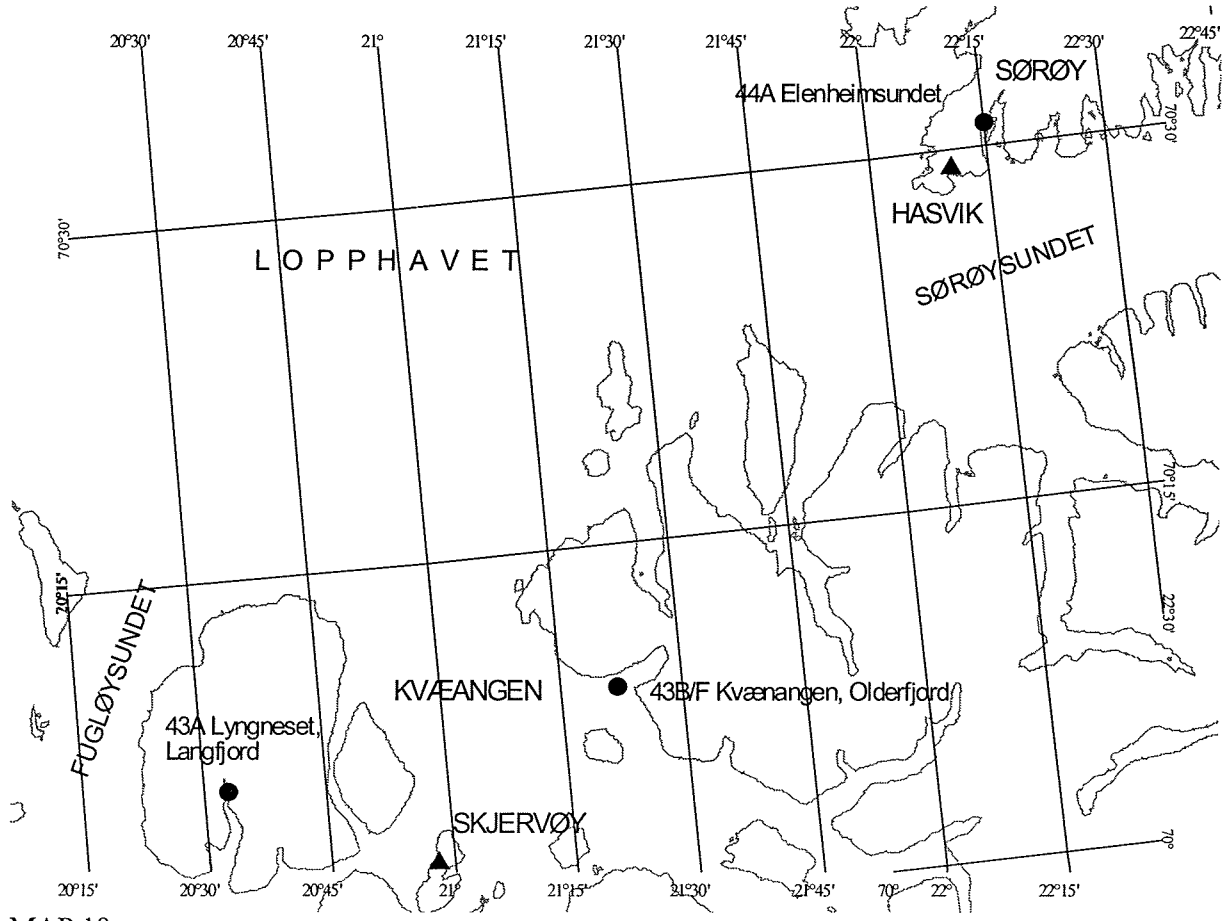 20°30' 20°45' 21° 21°15' 21°30' 21°45' 22° 22°15' 22°30' 22°45'
SØRØY
44A Elenheimsundet
70°30'
HASVIK
70°30'
LOPPHAVET
SØRØYSUNDET
70°15'
20°15'
22°30'
FUGLØYSUNDET
KVÆANGEN
43B/F Kvænangen, Olderfjord
43A Lyngneset,
Langfjord
SKJERVØY
70°
20°15' 20°30' 20°45' 21° 21°15' 21°30' 21°45' 70° 22° 22°15'